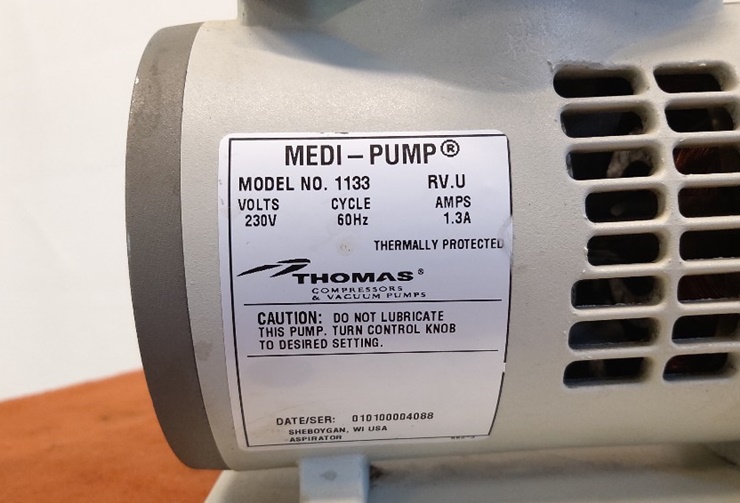 MEDI-PUMP®
MODEL NO. 1133 RV.U
VOLTS CYCLE AMPS
230V 60Hz 1.3A
THERMALLY PROTECTED
THOMAS®
COMPRESSORS
& VACUUM PUMPS
CAUTION: DO NOT LUBRICATE
THIS PUMP. TURN CONTROL KNOB
TO DESIRED SETTING.
DATE/SER: 010100004088
SHEBOYGAN, WI USA
ASPIRATOR